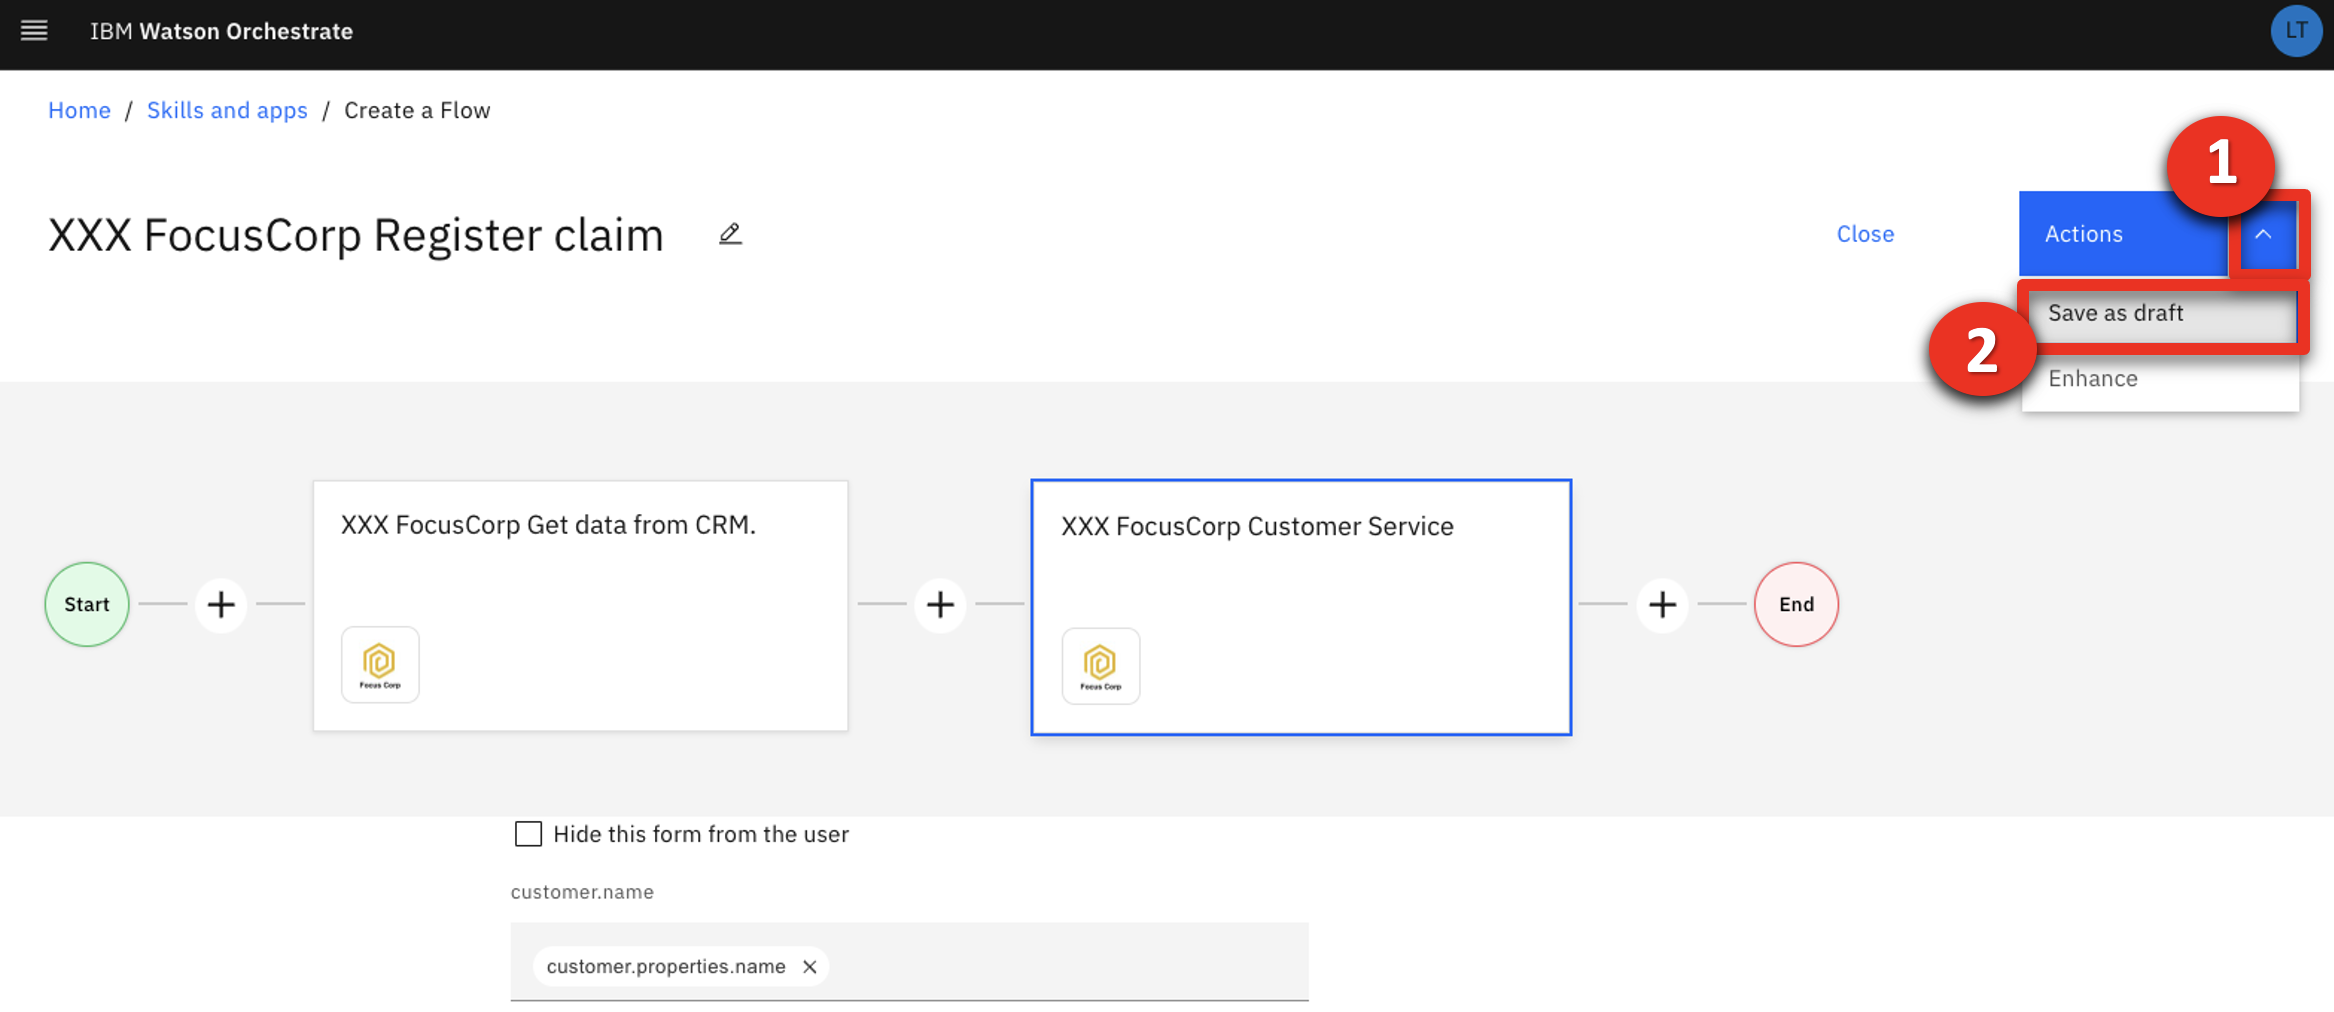 IBM Watson Orchestrate
LT
Home / Skills and apps / Create a Flow
1
XXX FocusCorp Register claim
Close
Actions
Save as draft
2
Enhance
XXX FocusCorp Get data from CRM.
XXX FocusCorp Customer Service
Start
End
Focus Corp
Focus Corp
Hide this form from the user
customer.name
customer.properties.name